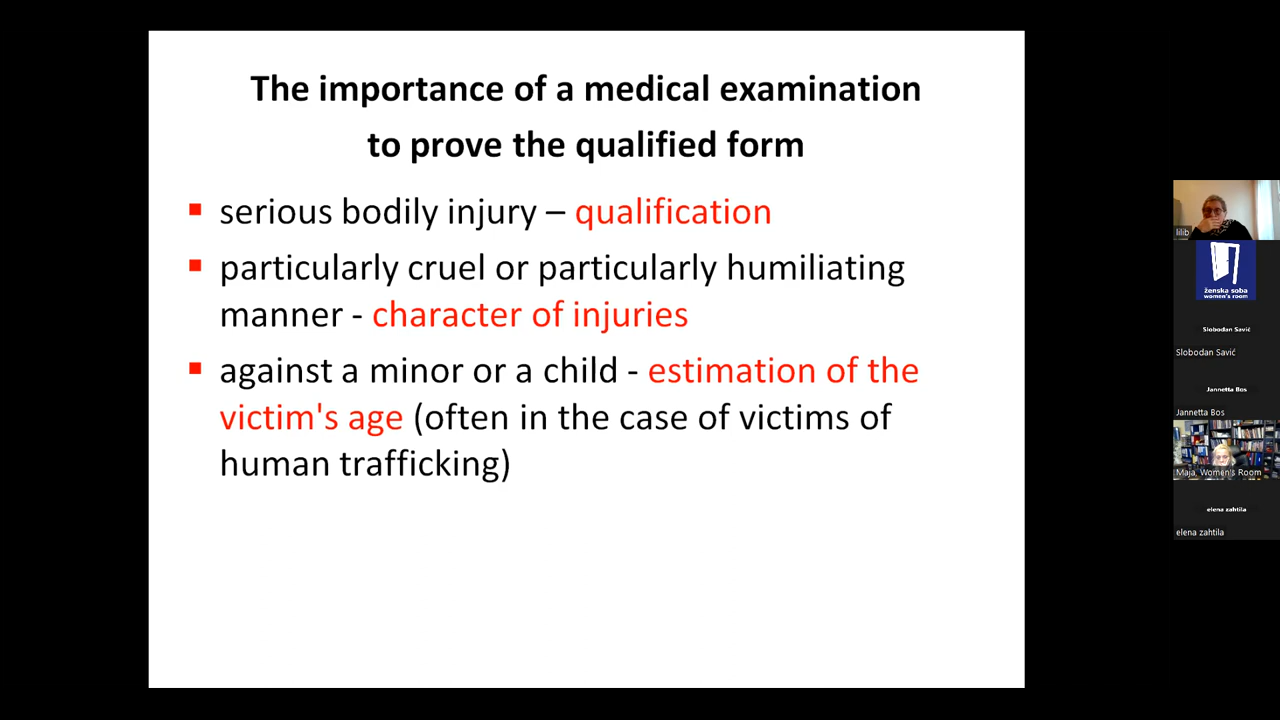 The importance of a medical examination
to prove the qualified form
▪ serious bodily injury – qualification
▪ particularly cruel or particularly humiliating
manner - character of injuries
▪ against a minor or a child - estimation of the
victim's age (often in the case of victims of
human trafficking)
lilib
ženska soba
women's room
Slobodan Savić
Slobodan Savić
Jannetta Bos
Jannetta Bos
Maja, Women's Room
elena zahtila
elena zahtila